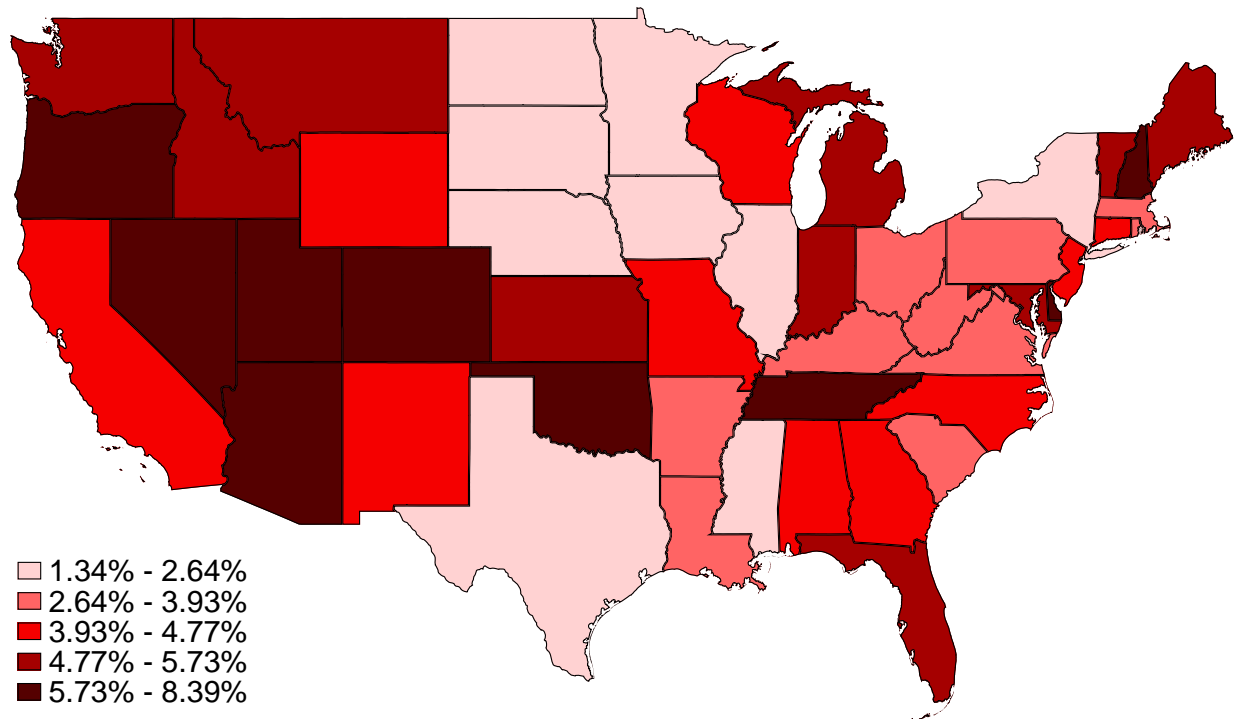 1.34% - 2.64%
2.64% - 3.93%
3.93% - 4.77%
4.77% - 5.73%
5.73% - 8.39%